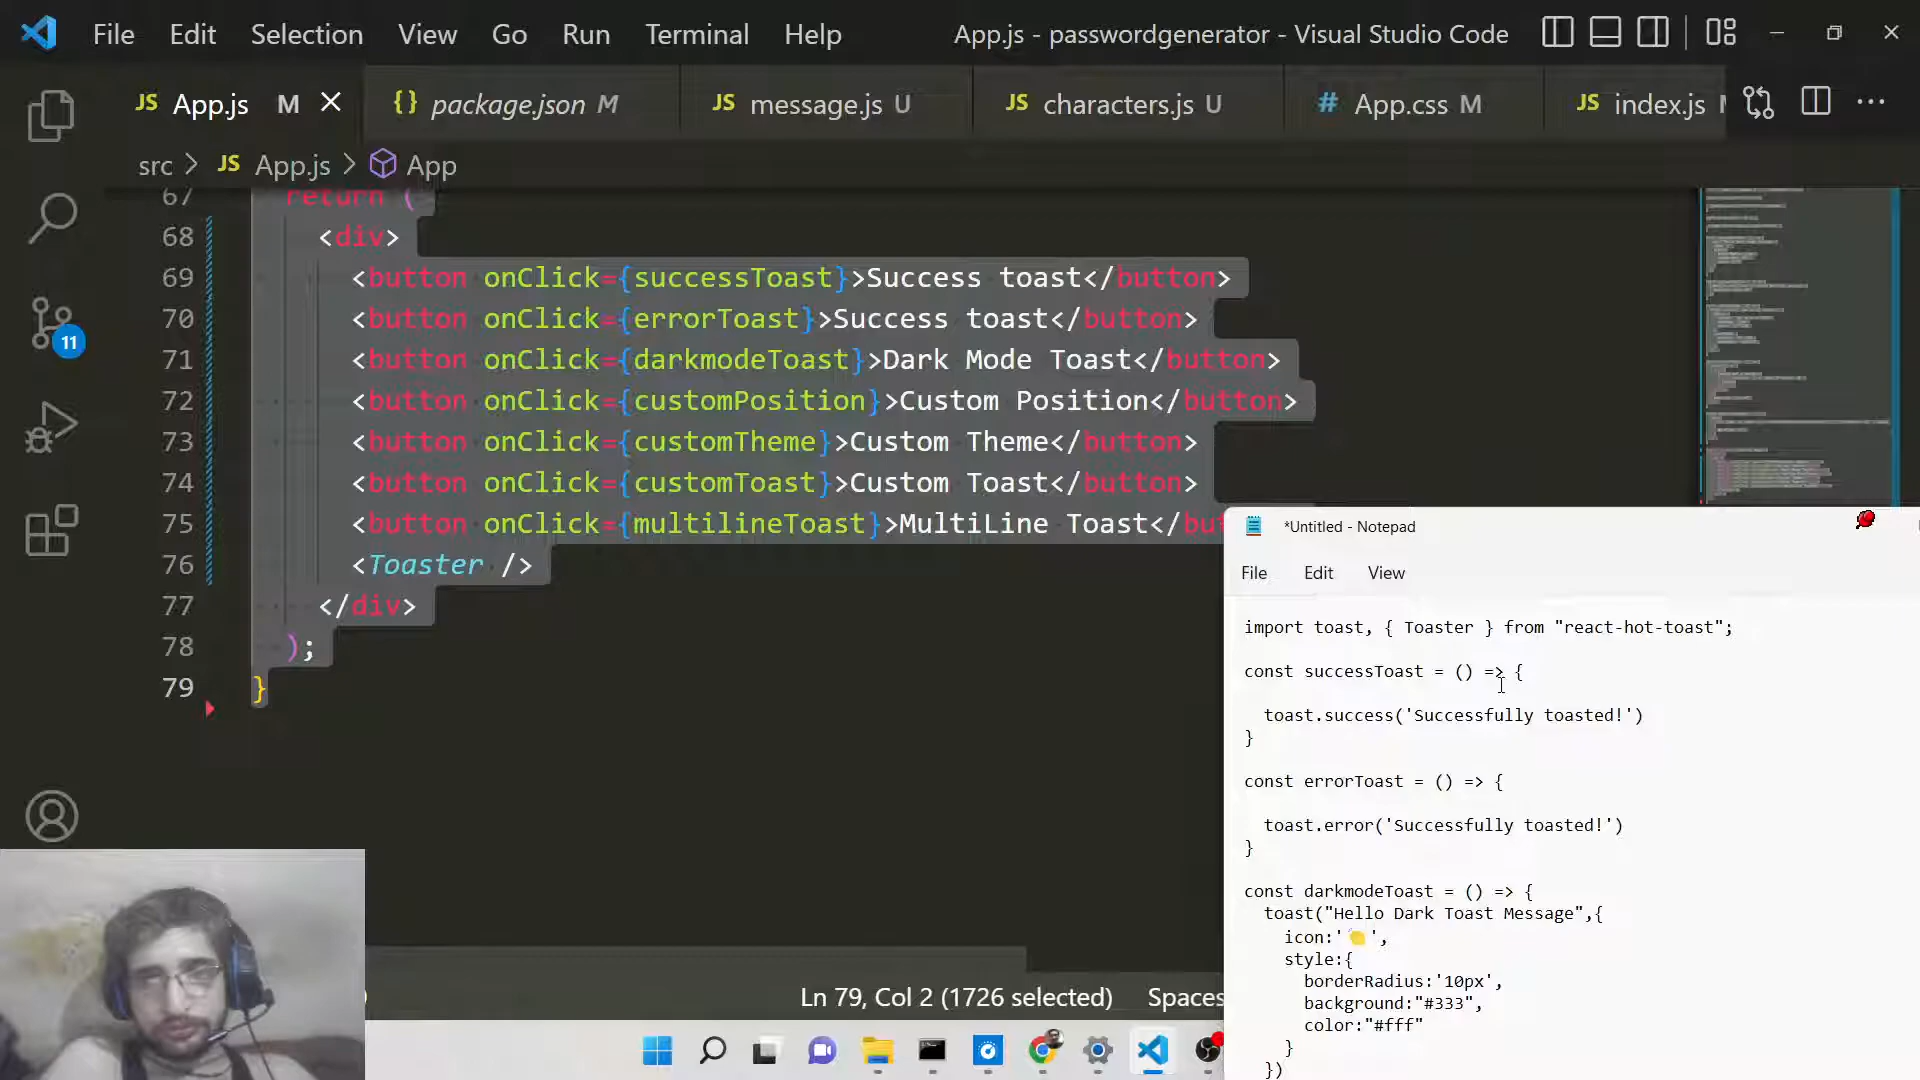 File Edit Selection View Go Run Terminal Help App.js - passwordgenerator - Visual Studio Code
JS App.js M {} package.json M JS message.js U JS characters.js U # App.css M JS index.js
src > JS App.js > App
67 return (
68 <div>
69 <button onClick={successToast}>Success toast</button>
70 <button onClick={errorToast}>Success toast</button>
71 <button onClick={darkmodeToast}>Dark Mode Toast</button>
72 <button onClick={customPosition}>Custom Position</button>
73 <button onClick={customTheme}>Custom Theme</button>
74 <button onClick={customToast}>Custom Toast</button>
75 <button onClick={multilineToast}>MultiLine Toast</but
76 <Toaster />
77 </div>
78 );
79 }
11
Ln 79, Col 2 (1726 selected) Spaces
*Untitled - Notepad
File Edit View
import toast, { Toaster } from "react-hot-toast";
const successToast = () => {
toast.success('Successfully toasted!')
}
const errorToast = () => {
toast.error('Successfully toasted!')
}
const darkmodeToast = () => {
toast("Hello Dark Toast Message",{
icon:'👏',
style:{
borderRadius:'10px',
background:"#333",
color:"#fff"
}
})